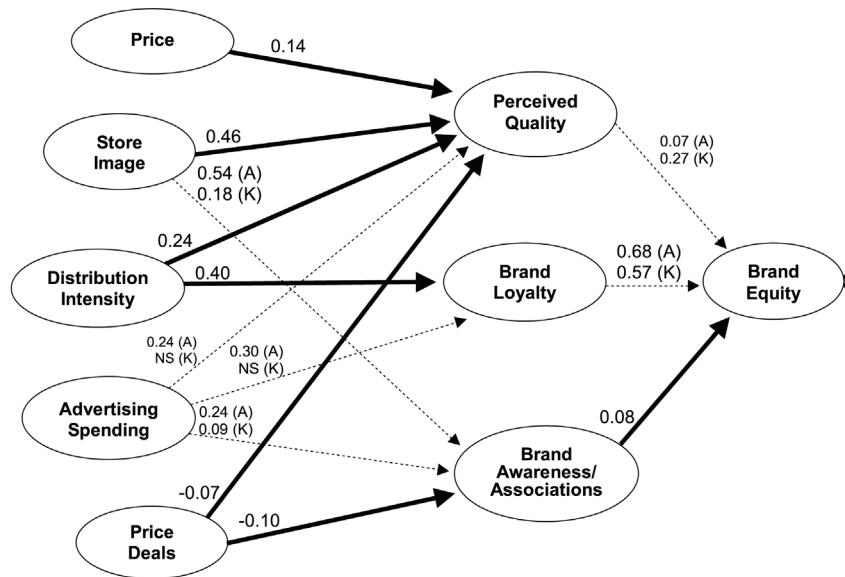 Price
0.14
Perceived
Quality
Store
Image
0.46
0.54 (A)
0.18 (K)
0.07 (A)
0.27 (K)
0.24
Distribution
Intensity
0.40
Brand
Loyalty
0.68 (A)
0.57 (K)
Brand
Equity
0.24 (A)
NS (K)
0.30 (A)
NS (K)
Advertising
Spending
0.24 (A)
0.09 (K)
0.08
Brand
Awareness/
Associations
-0.07
-0.10
Price
Deals